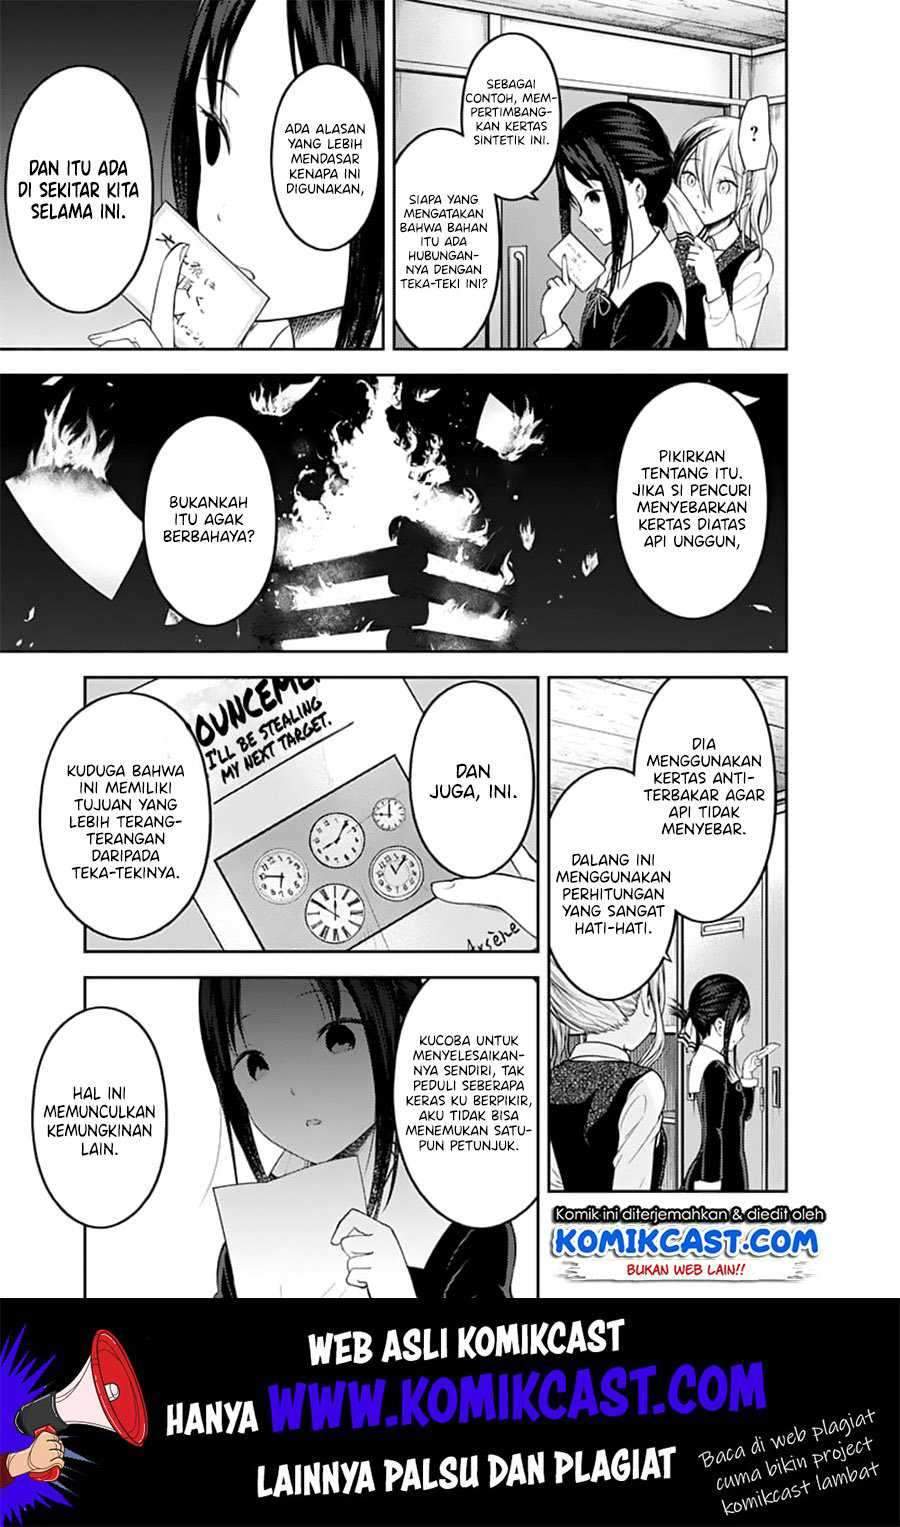 ?
SEBAGAI
CONTOH, MEM-
PERTIMBANG-
KAN KERTAS
SINTETIK INI.
SIAPA YANG
MENGATAKAN
BAHWA BAHAN
ITU ADA
HUBUNGAN-
NYA DENGAN
TEKA-TEKI INI?
ADA ALASAN
YANG LEBIH
MENDASAR
KENAPA INI
DIGUNAKAN,
DAN ITU ADA
DI SEKITAR KITA
SELAMA INI.
PIKIRKAN
TENTANG ITU.
JIKA SI PENCURI
MENYEBARKAN
KERTAS DIATAS
API UNGGUN,
BUKANKAH
ITU AGAK
BERBAHAYA?
DIA
MENGGUNAKAN
KERTAS ANTI-
TERBAKAR AGAR
API TIDAK
MENYEBAR.
DALANG INI
MENGGUNAKAN
PERHITUNGAN
YANG SANGAT
HATI-HATI.
DAN
JUGA, INI.
OUNCEME
I'LL BE STEALING
MY NEXT TARGET.
Arsène
KUDUGA BAHWA
INI MEMILIKI
TUJUAN YANG
LEBIH TERANG-
TERANGAN
DARIPADA
TEKA-TEKINYA.
KUCOBA UNTUK
MENYELESAIKAN-
NYA SENDIRI, TAK
PEDULI SEBERAPA
KERAS KU BERPIKIR,
AKU TIDAK BISA
MENEMUKAN SATU-
PUN PETUNJUK.
HAL INI
MEMUNCULKAN
KEMUNGKINAN
LAIN.
Komik ini diterjemahkan & diedit oleh
KOMIKCAST.COM
BUKAN WEB LAIN!!
WEB ASLI KOMIKCAST
HANYA WWW.KOMIKCAST.COM
LAINNYA PALSU DAN PLAGIAT
Baca di web plagiat
cuma bikin project
komikcast lambat